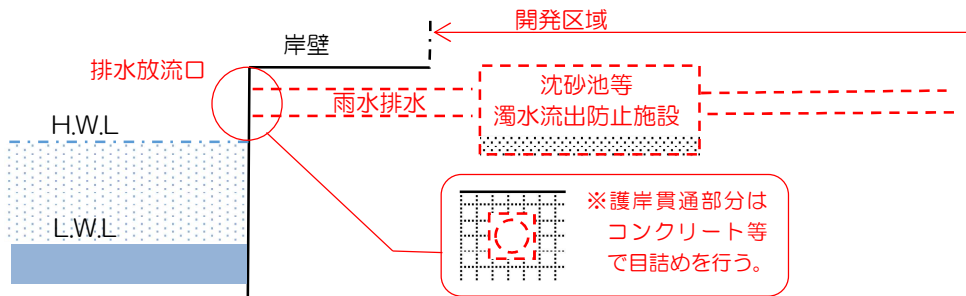 開発区域
岸壁
排水放流口
雨水排水
沈砂池等
濁水流出防止施設
H.W.L
L.W.L
※護岸貫通部分は
コンクリート等
で目詰めを行う。